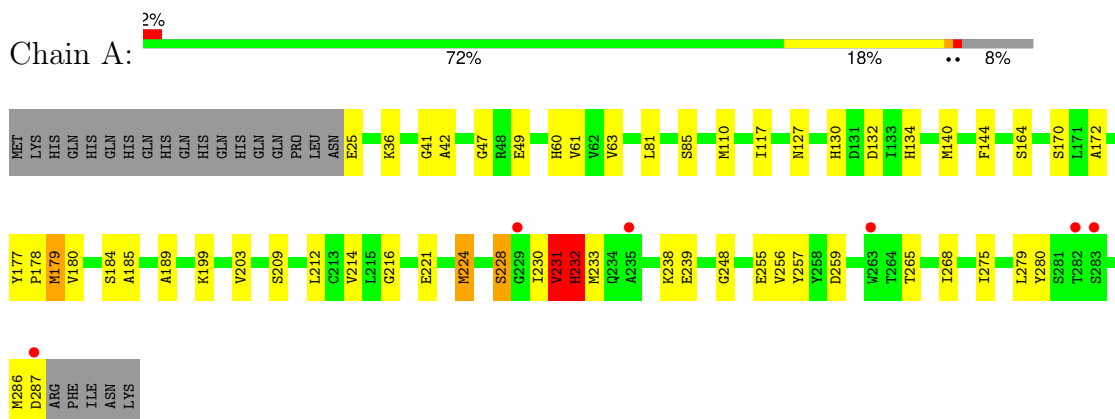 2%
Chain A:
72% 18% •• 8%
MET LYS HIS GLN HIS GLN HIS GLN HIS GLN HIS GLN HIS GLN GLN PRO LEU ASN E25 K36 G41 A42 G47 R48 E49 H60 V61 V62 V63 L81 S85 M110 I117 N127 H130 D131 D132 I133 H134 M140 F144 S164 S170 L171 A172
Y177 P178 M179 V180 S184 A185 A189 K199 V203 S209 L212 C213 V214 L215 G216 E221 M224 S228 G229 I230 V231 H232 M233 Q234 A235 K238 E239 G248 E255 V256 Y257 Y258 D259 W263 T264 T265 I268 I275 L279 Y280 S281 T282 S283
M286 D287 ARG PHE ILE ASN LYS